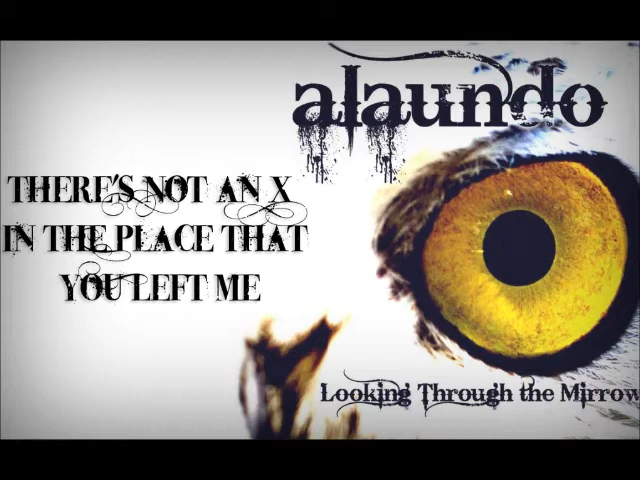 alaundo
THERE'S NOT AN X
IN THE PLACE THAT
YOU LEFT ME
Looking Through the Mirrow